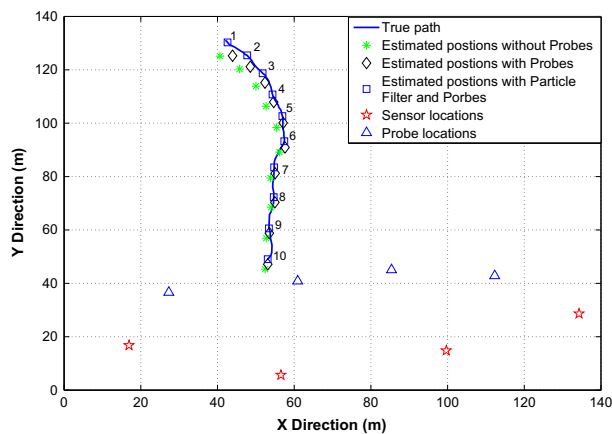 140
120
100
80
60
40
20
0
Y Direction (m)
0 20 40 60 80 100 120 140
X Direction (m)
1
2
3
4
5
6
7
8
9
10
True path
Estimated postions without Probes
Estimated postions with Probes
Estimated postions with Particle
Filter and Porbes
Sensor locations
Probe locations